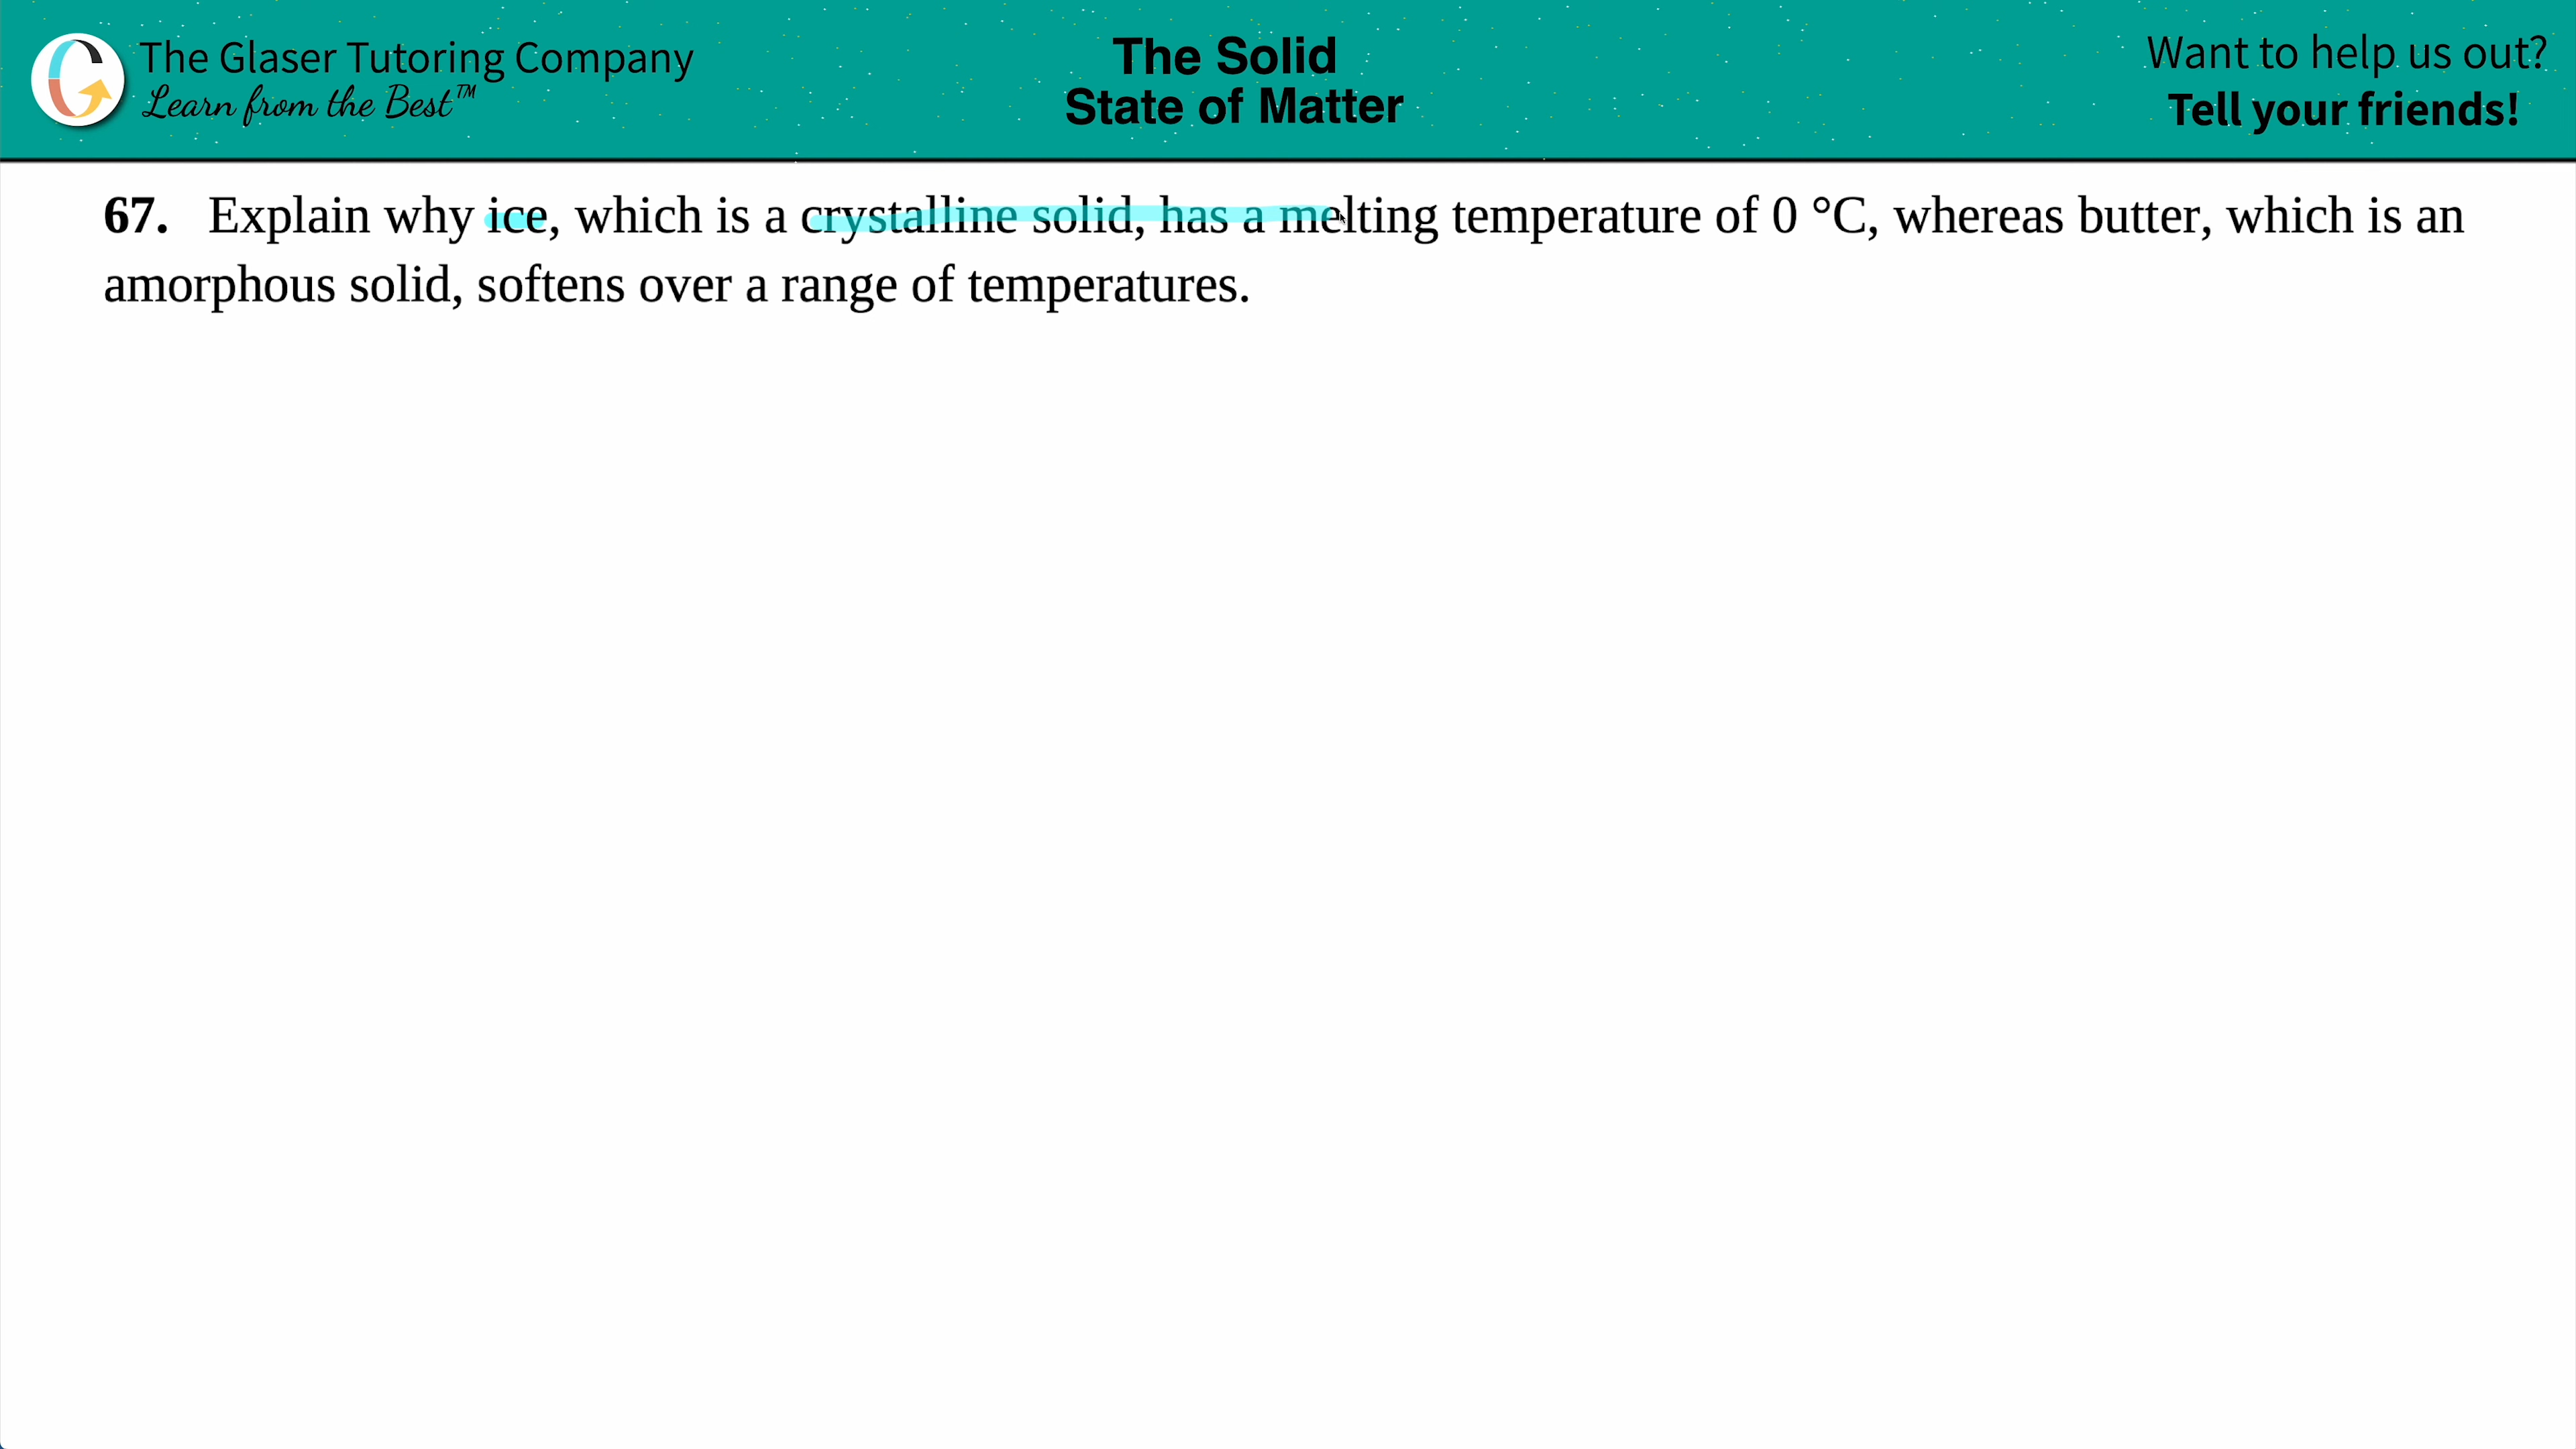 The Glaser Tutoring Company
Learn from the Best™
The Solid
State of Matter
Want to help us out?
Tell your friends!
67. Explain why ice, which is a crystalline solid, has a melting temperature of 0 °C, whereas butter, which is an
amorphous solid, softens over a range of temperatures.